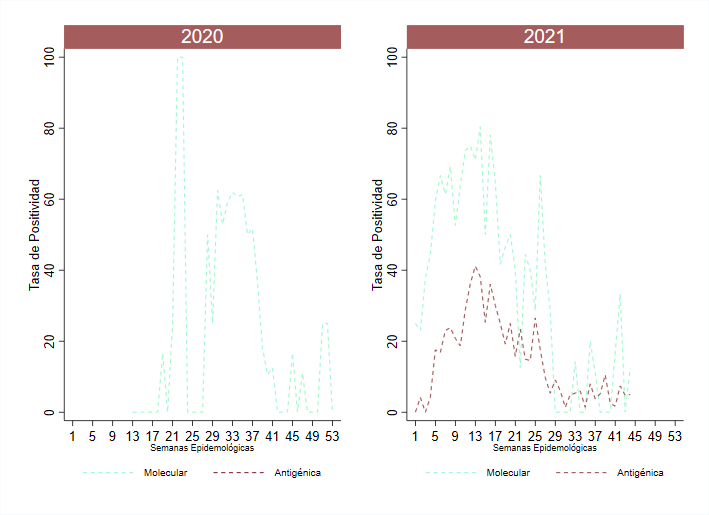 2020
Tasa de Positividad
100
80
60
40
20
0
1 5 9 13 17 21 25 29 33 37 41 45 49 53
Semanas Epidemológicas
Molecular Antigénica
2021
Tasa de Positividad
100
80
60
40
20
0
1 5 9 13 17 21 25 29 33 37 41 45 49 53
Semanas Epidemológicas
Molecular Antigénica